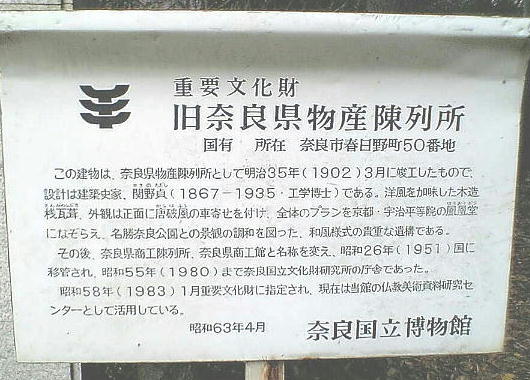 重要文化財
旧奈良県物産陳列所
国有 所在 奈良市春日野町50番地
この建物は、奈良県物産陳列所として明治35年(1902)3月に竣工したもので、
設計は建築史家、関野貞(1867−1935・工学博士)である。洋風を加味した木造
桟瓦葺、外観は正面に唐破風の車寄せを付け、全体のプランを京都・宇治平等院の鳳凰堂
になぞらえ、名勝奈良公園との景観の調和を図った、和風様式の貴重な遺構である。
その後、奈良県商工陳列所、奈良県商工館と名称を変え、昭和26年(1951)国に
移管され、昭和55年(1980)まで奈良国立文化財研究所の庁舎であった。
昭和58年(1983)1月重要文化財に指定され、現在は当館の仏教美術資料研究セ
ンターとして活用している。
昭和63年4月 奈良国立博物館